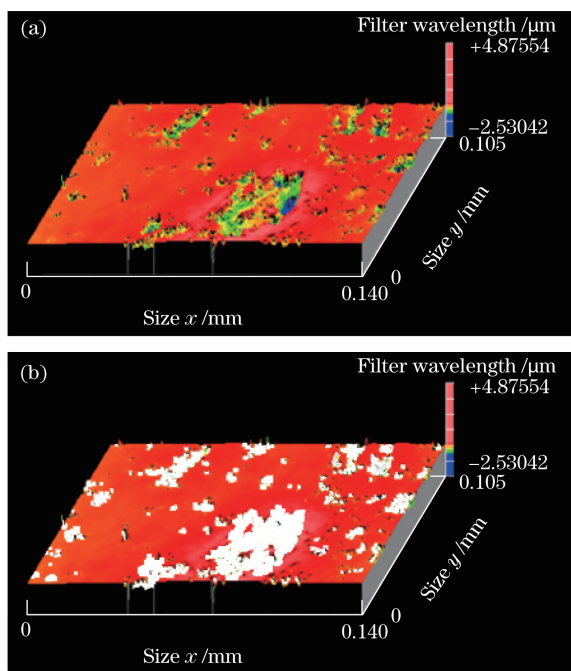 (a)
Filter wavelength /μm
+4.87554
−2.53042
0.105
Size y /mm
0
0
0.140
Size x /mm
(b)
Filter wavelength /μm
+4.87554
−2.53042
0.105
Size y /mm
0
0
0.140
Size x /mm